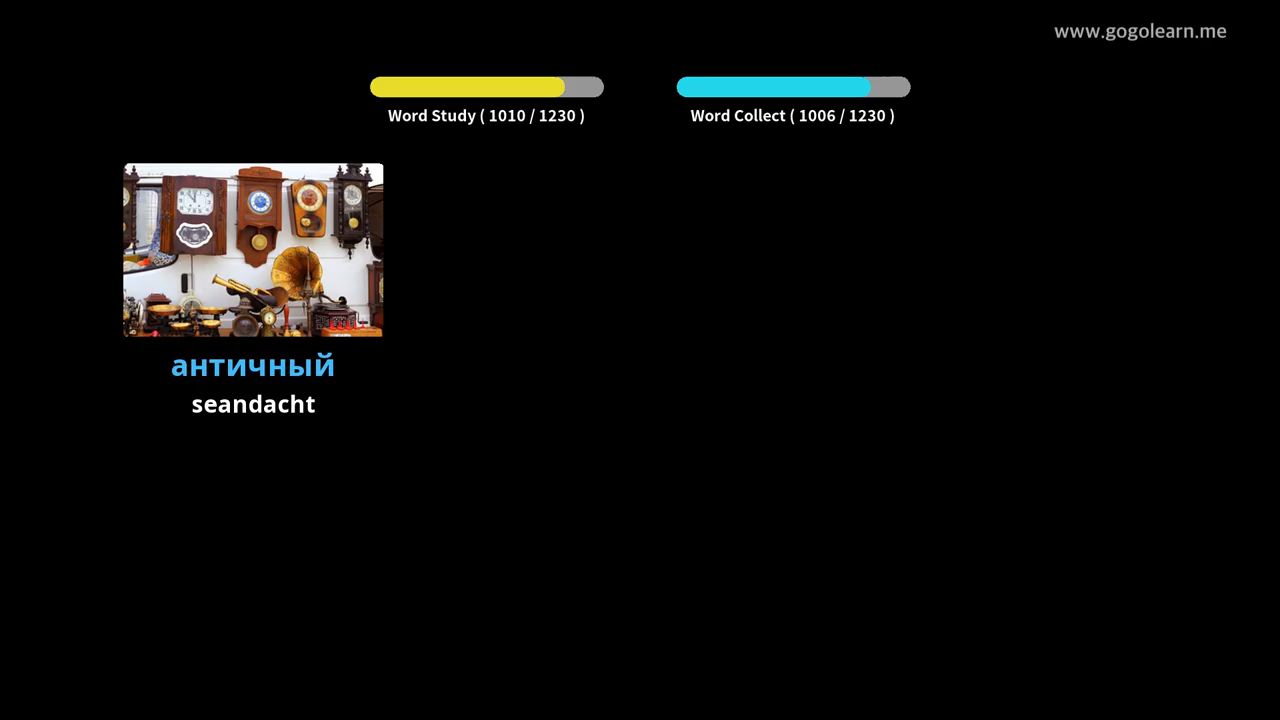 www.gogolearn.me
Word Study ( 1010 / 1230 )
Word Collect ( 1006 / 1230 )
античный
seandacht